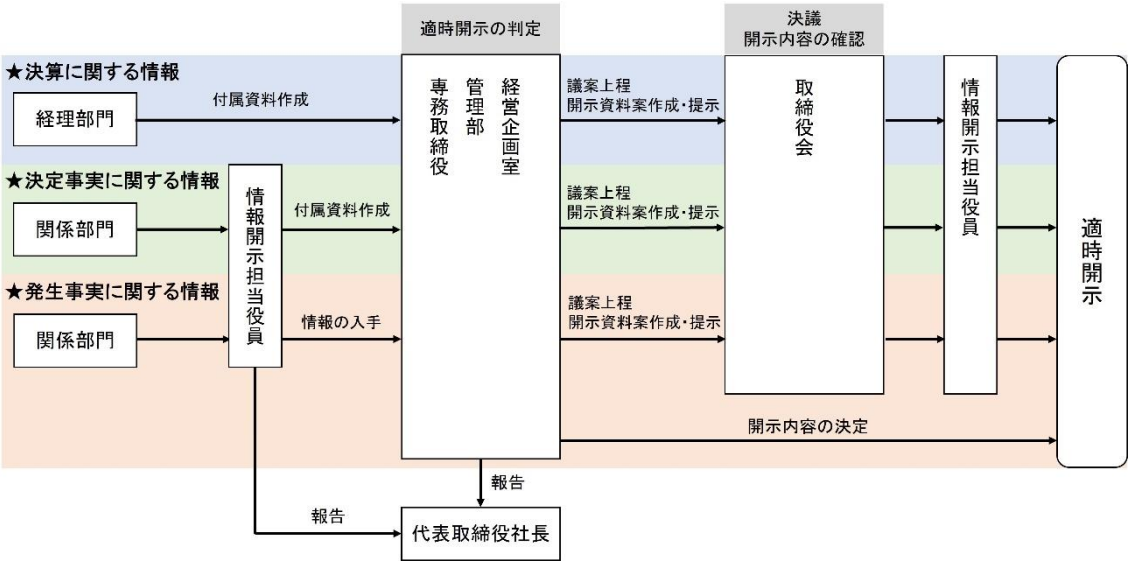 適時開示の判定
決議
開示内容の確認
★決算に関する情報
経理部門
付属資料作成
専務取締役
管理部
経営企画室
議案上程
開示資料案作成・提示
取締役会
情報開示担当役員
適時開示
★決定事実に関する情報
関係部門
情報開示担当役員
付属資料作成
議案上程
開示資料案作成・提示
★発生事実に関する情報
関係部門
情報の入手
議案上程
開示資料案作成・提示
開示内容の決定
報告
報告
代表取締役社長